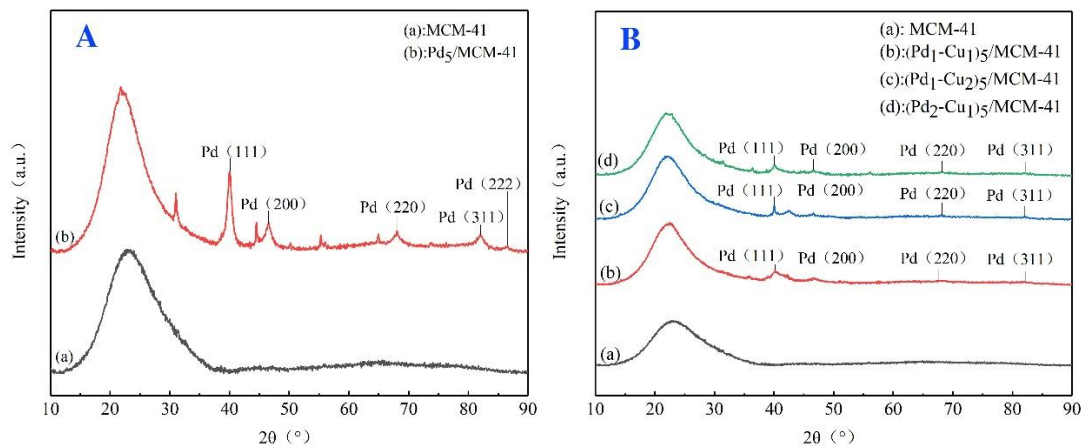 A
(a):MCM-41
(b):Pd5/MCM-41
Pd（111）
Pd（200）
Pd（220）
Pd（311）
Pd（222）
(b)
(a)
Intensity（a.u.）
10 20 30 40 50 60 70 80 90
2θ（°）
B
(a): MCM-41
(b):(Pd1-Cu1)5/MCM-41
(c):(Pd1-Cu2)5/MCM-41
(d):(Pd2-Cu1)5/MCM-41
(d)
Pd（111） Pd（200） Pd（220） Pd（311）
(c)
Pd（111） Pd（200） Pd（220） Pd（311）
(b)
Pd（111） Pd（200） Pd（220） Pd（311）
(a)
Intensity（a.u.）
10 20 30 40 50 60 70 80 90
2θ（°）